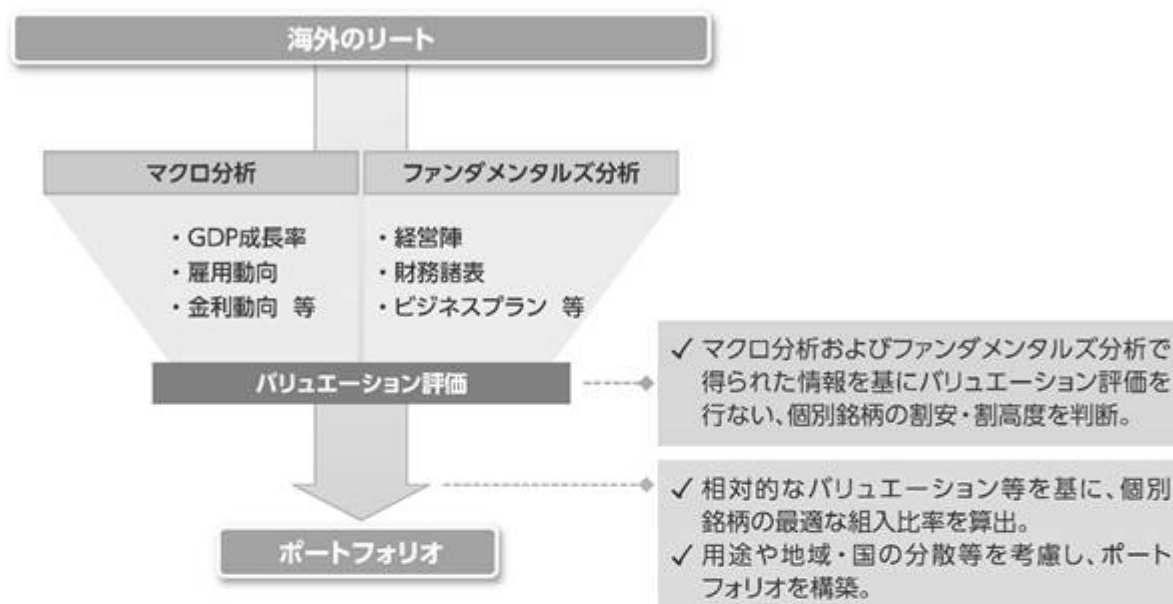 海外のリート
マクロ分析
ファンダメンタルズ分析
・GDP成長率
・雇用動向
・金利動向 等
・経営陣
・財務諸表
・ビジネスプラン 等
バリュエーション評価
✓ マクロ分析およびファンダメンタルズ分析で
得られた情報を基にバリュエーション評価を
行ない、個別銘柄の割安・割高度を判断。
✓ 相対的なバリュエーション等を基に、個別
銘柄の最適な組入比率を算出。
✓ 用途や地域・国の分散等を考慮し、ポート
フォリオを構築。
ポートフォリオ